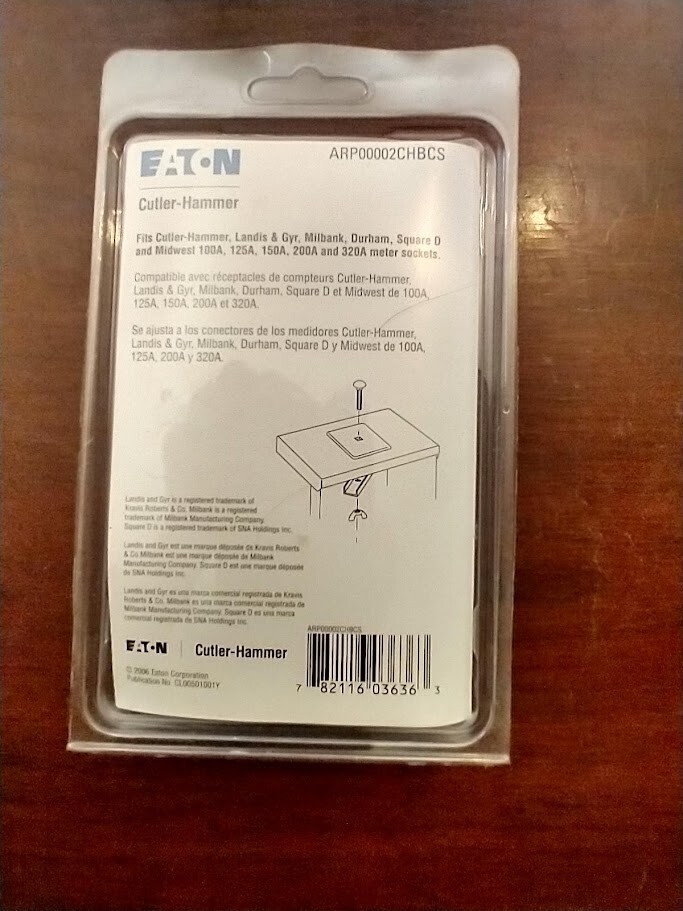 EATON
ARP00002CHBCS
Cutler-Hammer
Fits Cutler-Hammer, Landis & Gyr, Milbank, Durham, Square D
and Midwest 100A, 125A, 150A, 200A and 320A meter sockets.
Compatible avec réceptacles de compteurs Cutler-Hammer,
Landis & Gyr, Milbank, Durham, Square D et Midwest de 100A,
125A, 150A, 200A et 320A.
Se ajusta a los conectores de los medidores Cutler-Hammer,
Landis & Gyr, Milbank, Durham, Square D y Midwest de 100A,
125A, 200A y 320A.
Landis and Gyr is a registered trademark of
Kravis Roberts & Co. Milbank is a registered
trademark of Milbank Manufacturing Company.
Square D is a registered trademark of SNA Holdings Inc.
Landis and Gyr est une marque déposée de Kravis Roberts
& Co. Milbank est une marque déposée de Milbank
Manufacturing Company. Square D est une marque déposée
de SNA Holdings Inc.
Landis and Gyr es una marca comercial registrada de Kravis
Roberts & Co. Milbank es una marca comercial registrada de
Milbank Manufacturing Company. Square D es una marca
comercial registrada de SNA Holdings Inc.
EATON | Cutler-Hammer
© 2006 Eaton Corporation
Publication No. CL00501001Y
ARP00002CHBCS
7 82116 03636 3